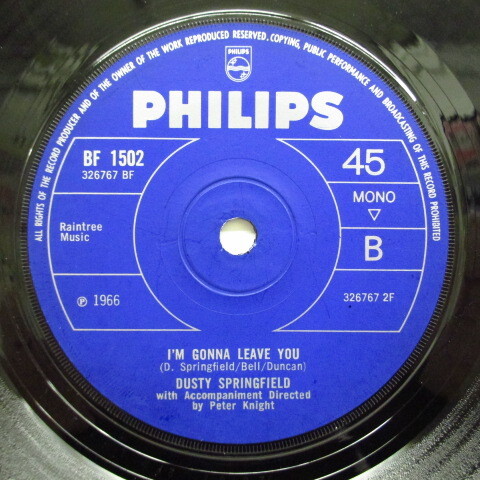 ALL RIGHTS OF THE RECORD PRODUCER AND OF THE OWNER OF THE WORK REPRODUCED RESERVED. COPYING, PUBLIC PERFORMANCE AND BROADCASTING OF THIS RECORD PROHIBITED
PHILIPS
PHILIPS
BF 1502
326767 BF
45
MONO
Raintree
Music
B
℗ 1966
326767 2F
I'M GONNA LEAVE YOU
(D. Springfield/Bell/Duncan)
DUSTY SPRINGFIELD
with Accompaniment Directed
by Peter Knight